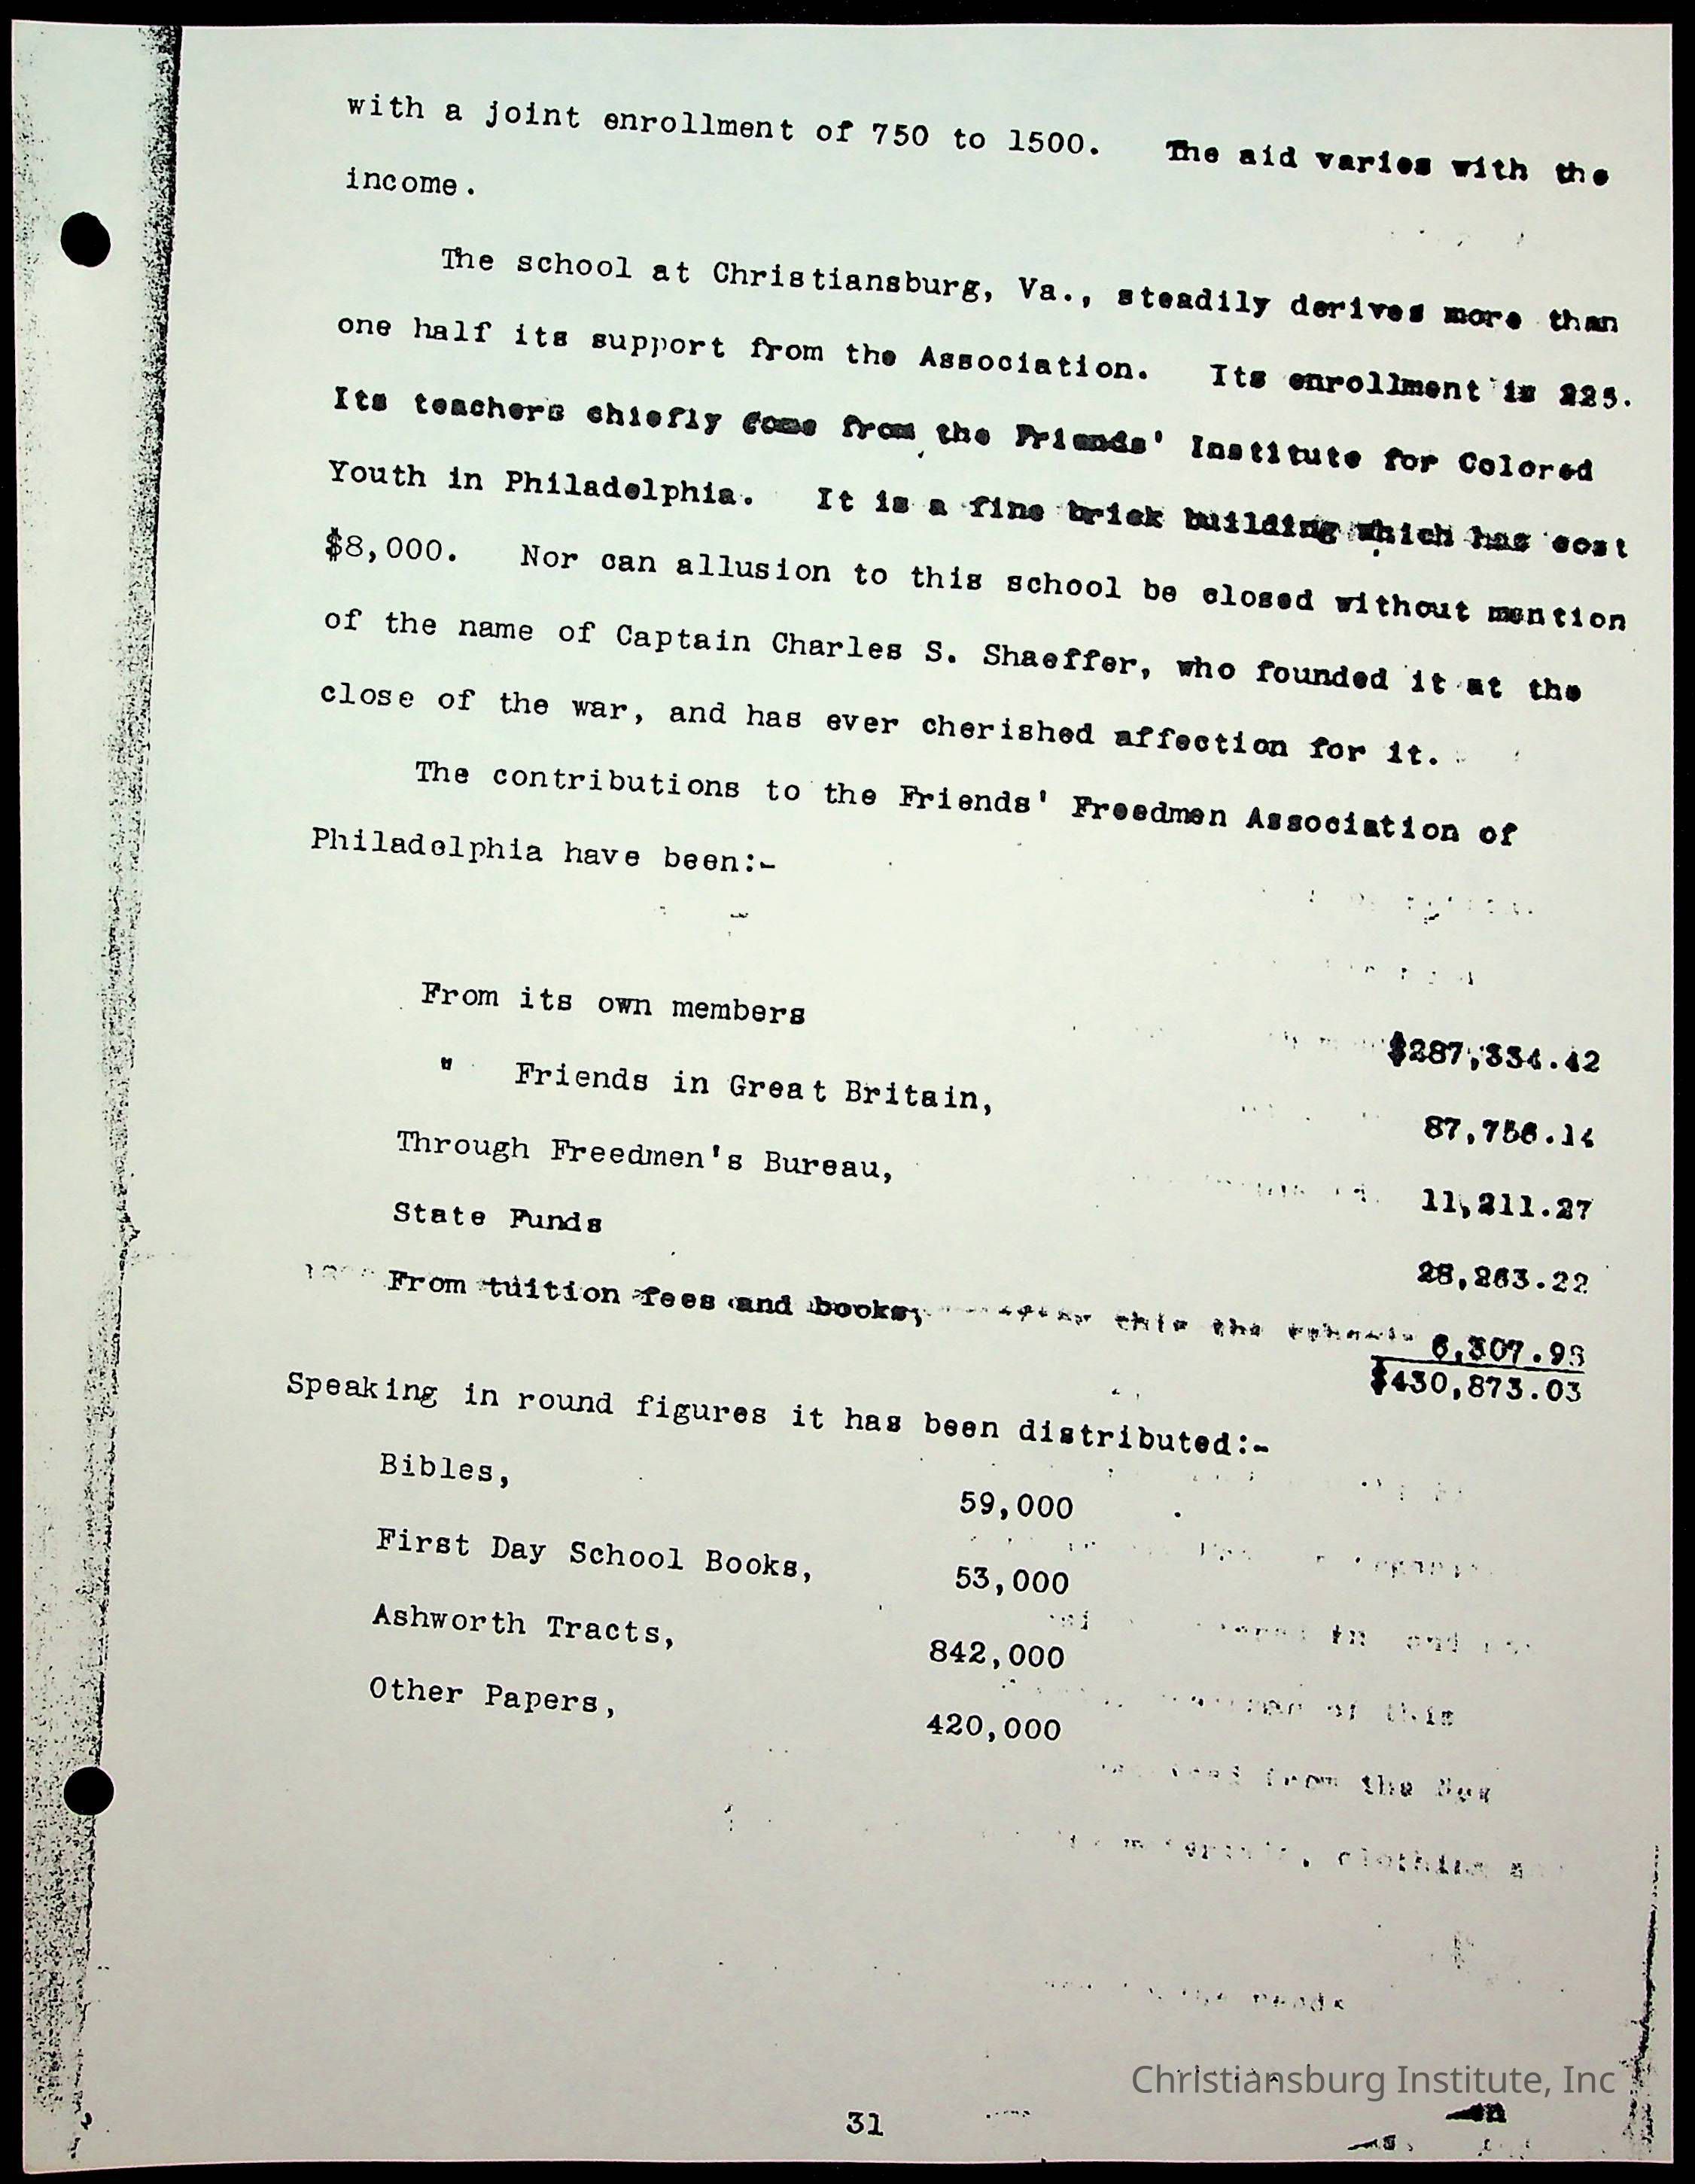 with a joint enrollment of 750 to 1500. The aid varies with the
income.
The school at Christiansburg, Va., steadily derives more than
one half its support from the Association. Its enrollment is 225.
Its teachers chiefly come from the Friends' Institute for Colored
Youth in Philadelphia. It is a fine brick building which has cost
$8,000. Nor can allusion to this school be closed without mention
of the name of Captain Charles S. Shaeffer, who founded it at the
close of the war, and has ever cherished affection for it.
The contributions to the Friends' Freedmen Association of
Philadelphia have been:-
From its own members $287,334.42
" Friends in Great Britain, 87,756.14
Through Freedmen's Bureau, 11,211.27
State Funds 28,263.22
From tuition fees and books, 6,307.98
$430,873.03
Speaking in round figures it has been distributed:-
Bibles, 59,000
First Day School Books, 53,000
Ashworth Tracts, 842,000
Other Papers, 420,000
Christiansburg Institute, Inc
31